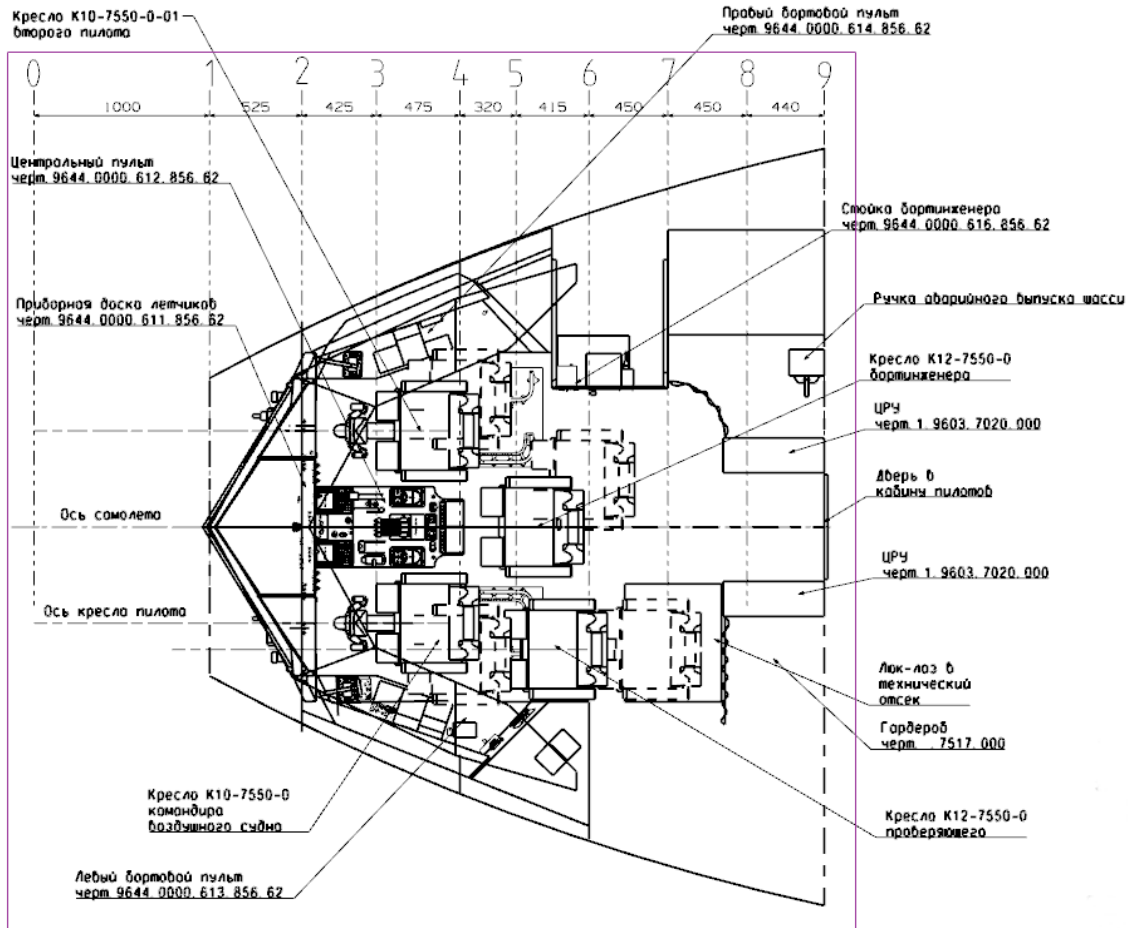 Кресло К10-7550-0-01
второго пилота
Правый бортовой пульт
черт. 9644.0000.614.856.62
0 1 2 3 4 5 6 7 8 9
1000 525 425 475 320 415 450 450 440
Центральный пульт
черт. 9644.0000.612.856.62
Стойка бортинженера
черт. 9644.0000.616.856.62
Приборная доска летчиков
черт. 9644.0000.611.856.62
Ручка аварийного выпуска шасси
Кресло К12-7550-0
бортинженера
ЦРУ
черт. 1.9603.7020.000
Дверь в
кабину пилотов
Ось самолета
ЦРУ
черт. 1.9603.7020.000
Ось кресла пилота
Люк-лаз в
технический
отсек
Гардероб
черт. .7517.000
Кресло К10-7550-0
командира
воздушного судна
Кресло К12-7550-0
проверяющего
Левый бортовой пульт
черт. 9644.0000.613.856.62